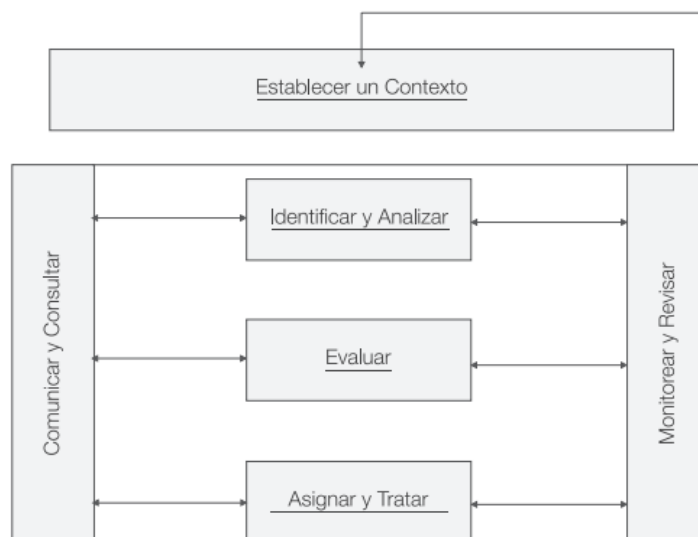 Establecer un Contexto
Identificar y Analizar
Comunicar y Consultar
Evaluar
Monitorear y Revisar
Asignar y Tratar